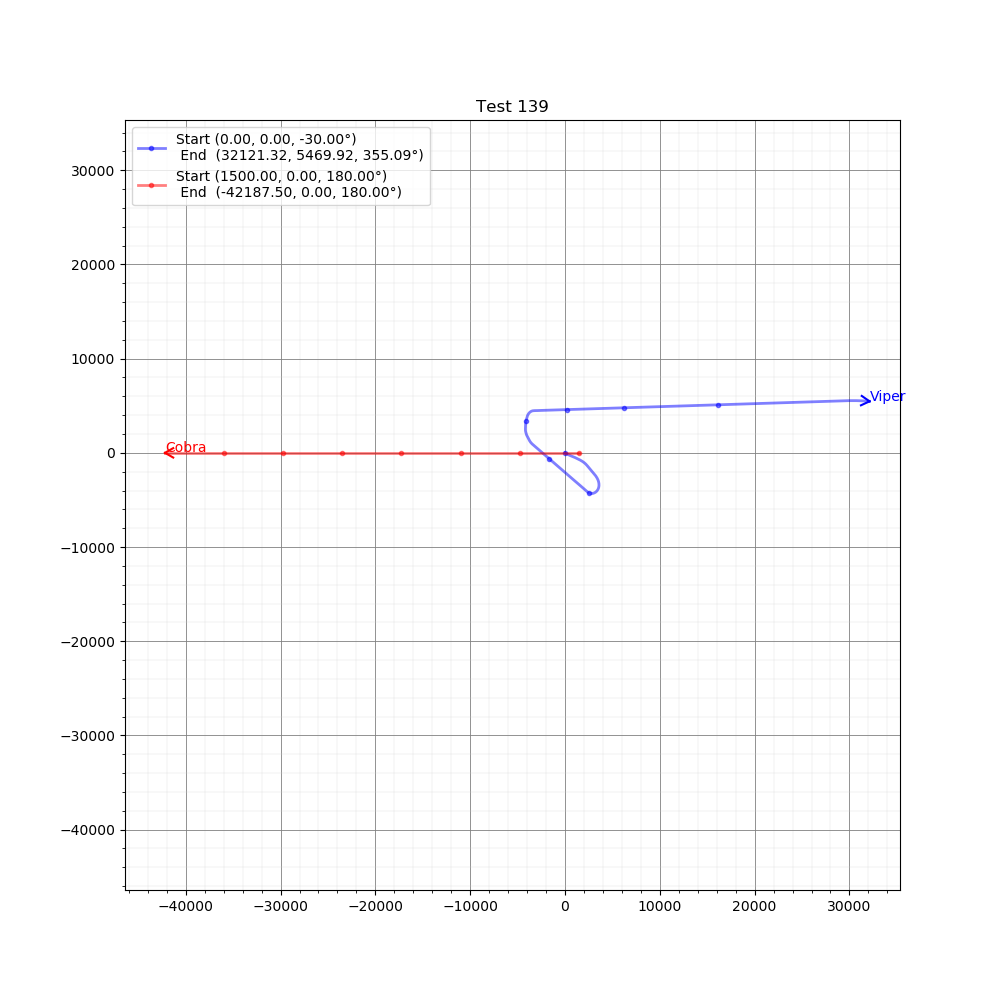 Test 139
Start (0.00, 0.00, -30.00°)
End (32121.32, 5469.92, 355.09°)
Start (1500.00, 0.00, 180.00°)
End (-42187.50, 0.00, 180.00°)
30000
20000
10000
0
−10000
−20000
−30000
−40000
Viper
Cobra
−40000 −30000 −20000 −10000 0 10000 20000 30000